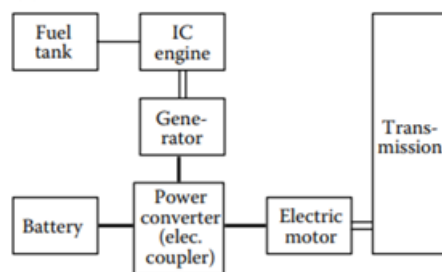 Fuel
tank
IC
engine
Gene-
rator
Trans-
mission
Battery
Power
converter
(elec.
coupler)
Electric
motor